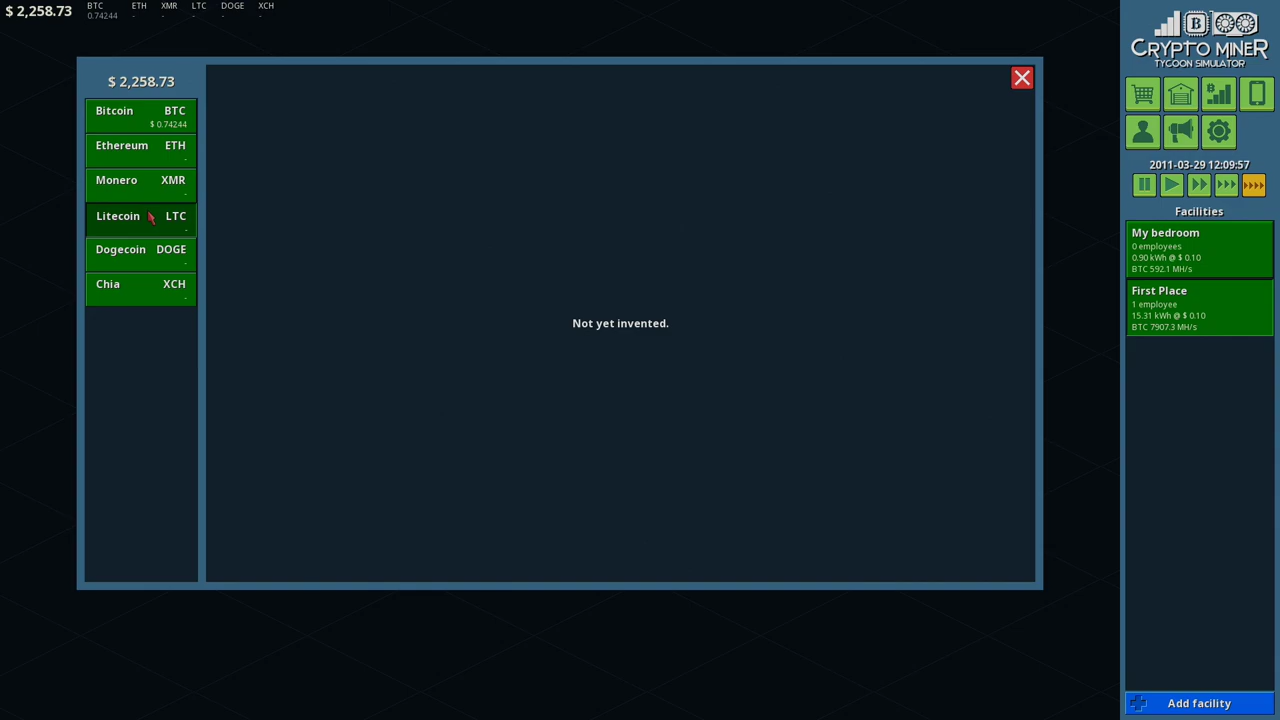 $ 2,258.73
BTC ETH XMR LTC DOGE XCH
0.74244 - - - - -
$ 2,258.73
Bitcoin BTC
$ 0.74244
Ethereum ETH
-
Monero XMR
-
Litecoin LTC
-
Dogecoin DOGE
-
Chia XCH
-
Not yet invented.
B
CRYPTO MINER
TYCOON SIMULATOR
B
2011-03-29 12:09:57
Facilities
My bedroom
0 employees
0.90 kWh @ $ 0.10
BTC 592.1 MH/s
First Place
1 employee
15.31 kWh @ $ 0.10
BTC 7907.3 MH/s
Add facility